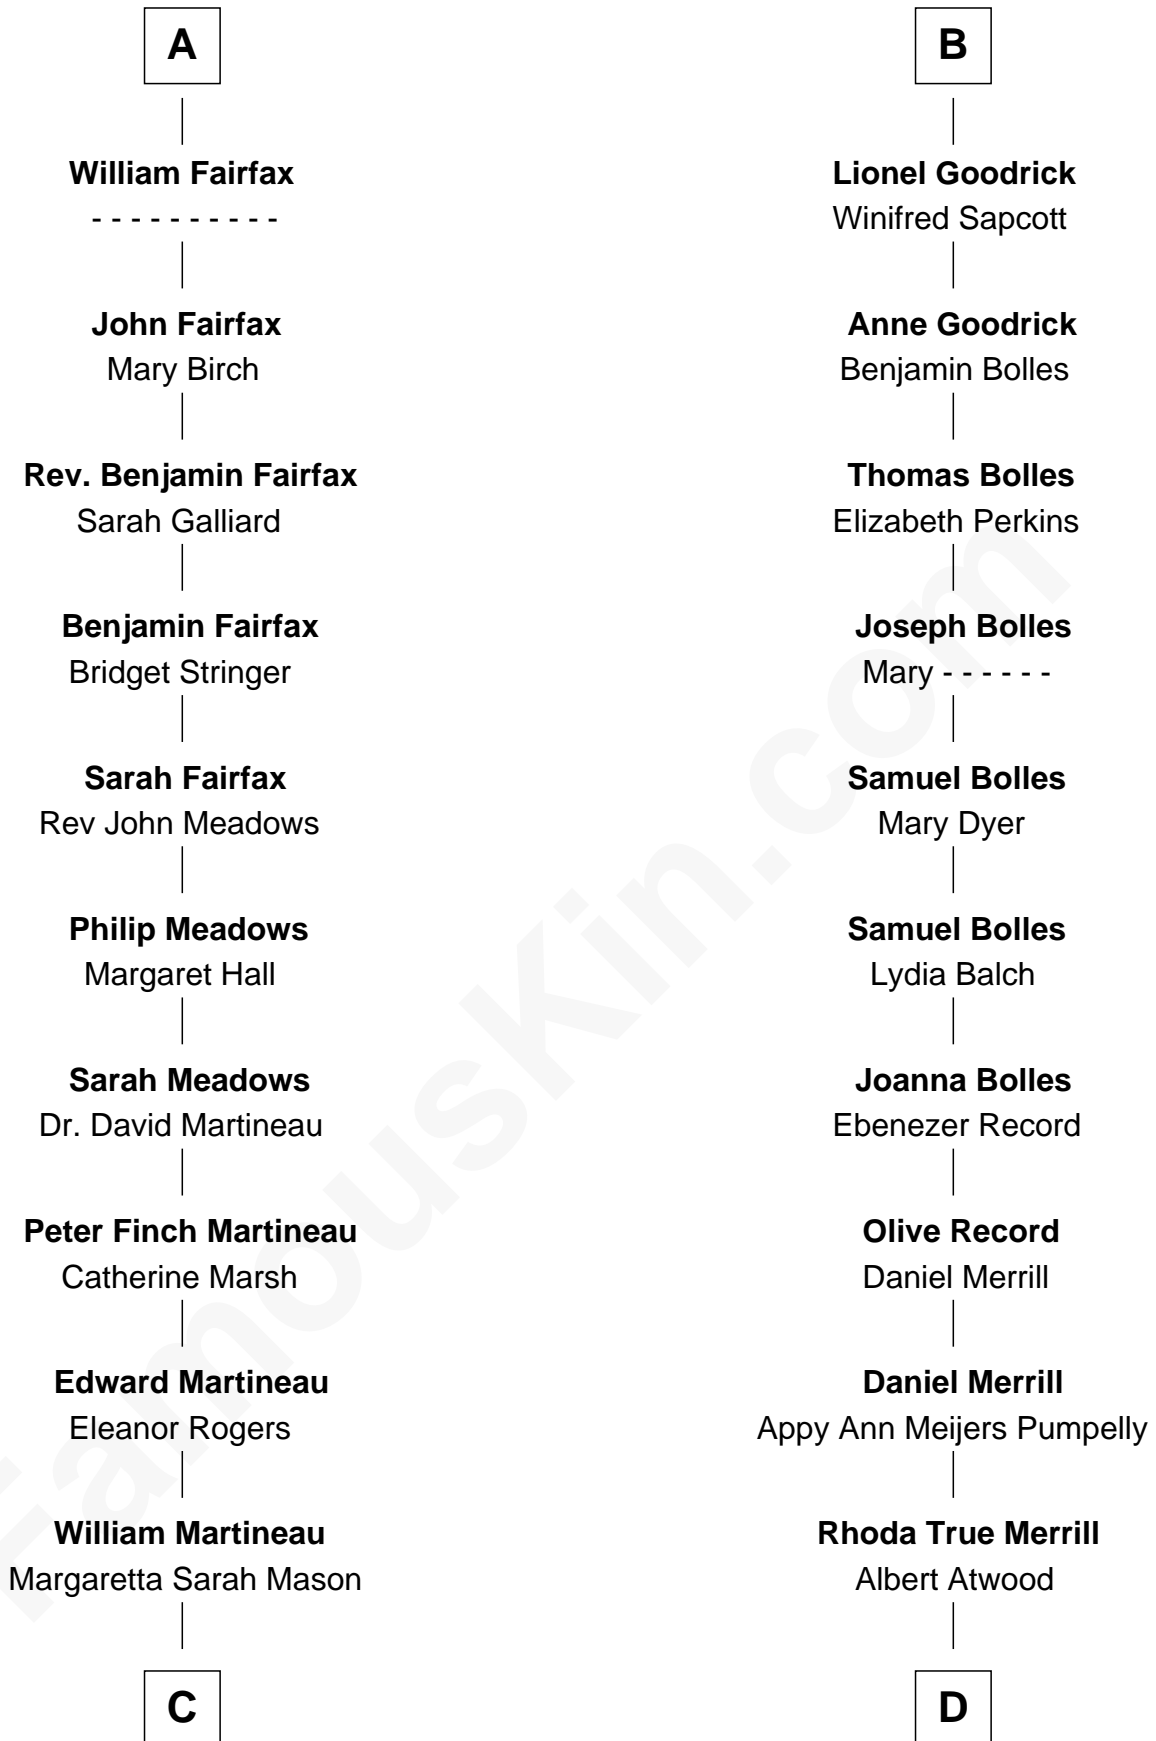 A
William Fairfax
- - - - - - - - - -
John Fairfax
Mary Birch
Rev. Benjamin Fairfax
Sarah Galliard
Benjamin Fairfax
Bridget Stringer
Sarah Fairfax
Rev John Meadows
Philip Meadows
Margaret Hall
Sarah Meadows
Dr. David Martineau
Peter Finch Martineau
Catherine Marsh
Edward Martineau
Eleanor Rogers
William Martineau
Margaretta Sarah Mason
C
B
Lionel Goodrick
Winifred Sapcott
Anne Goodrick
Benjamin Bolles
Thomas Bolles
Elizabeth Perkins
Joseph Bolles
Mary - - - - - -
Samuel Bolles
Mary Dyer
Samuel Bolles
Lydia Balch
Joanna Bolles
Ebenezer Record
Olive Record
Daniel Merrill
Daniel Merrill
Appy Ann Meijers Pumpelly
Rhoda True Merrill
Albert Atwood
D
FamousKin.com